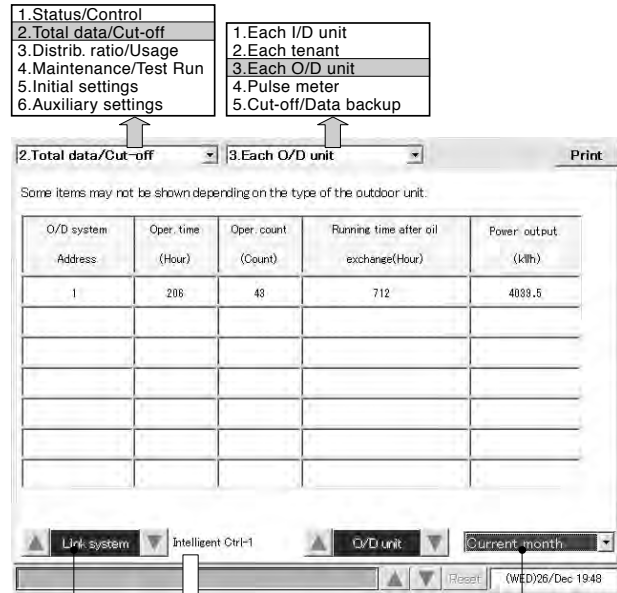 1.Status/Control
2.Total data/Cut-off
3.Distrib. ratio/Usage
4.Maintenance/Test Run
5.Initial settings
6.Auxiliary settings
1.Each I/D unit
2.Each tenant
3.Each O/D unit
4.Pulse meter
5.Cut-off/Data backup
2.Total data/Cut-off 3.Each O/D unit Print
Some items may not be shown depending on the type of the outdoor unit.
O/D system Oper. time Oper. count Running time after oil Power output
Address (Hour) (Count) exchange(Hour) (kWh)
1 206 43 712 4039.5
Link system Intelligent Ctrl-1 O/D unit Current month
Reset (WED)26/Dec 19:48